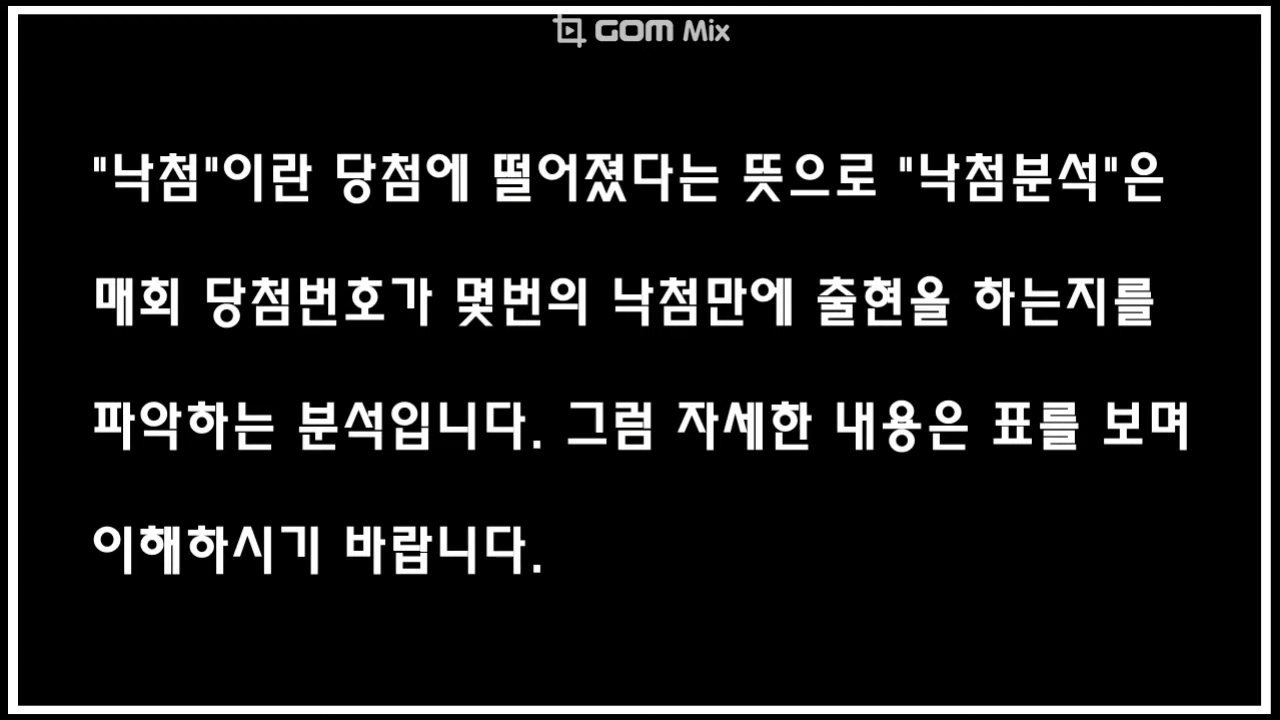 GOM Mix
"낙첨"이란 당첨에 떨어졌다는 뜻으로 "낙첨분석"은
매회 당첨번호가 몇번의 낙첨만에 출현을 하는지를
파악하는 분석입니다. 그럼 자세한 내용은 표를 보며
이해하시기 바랍니다.